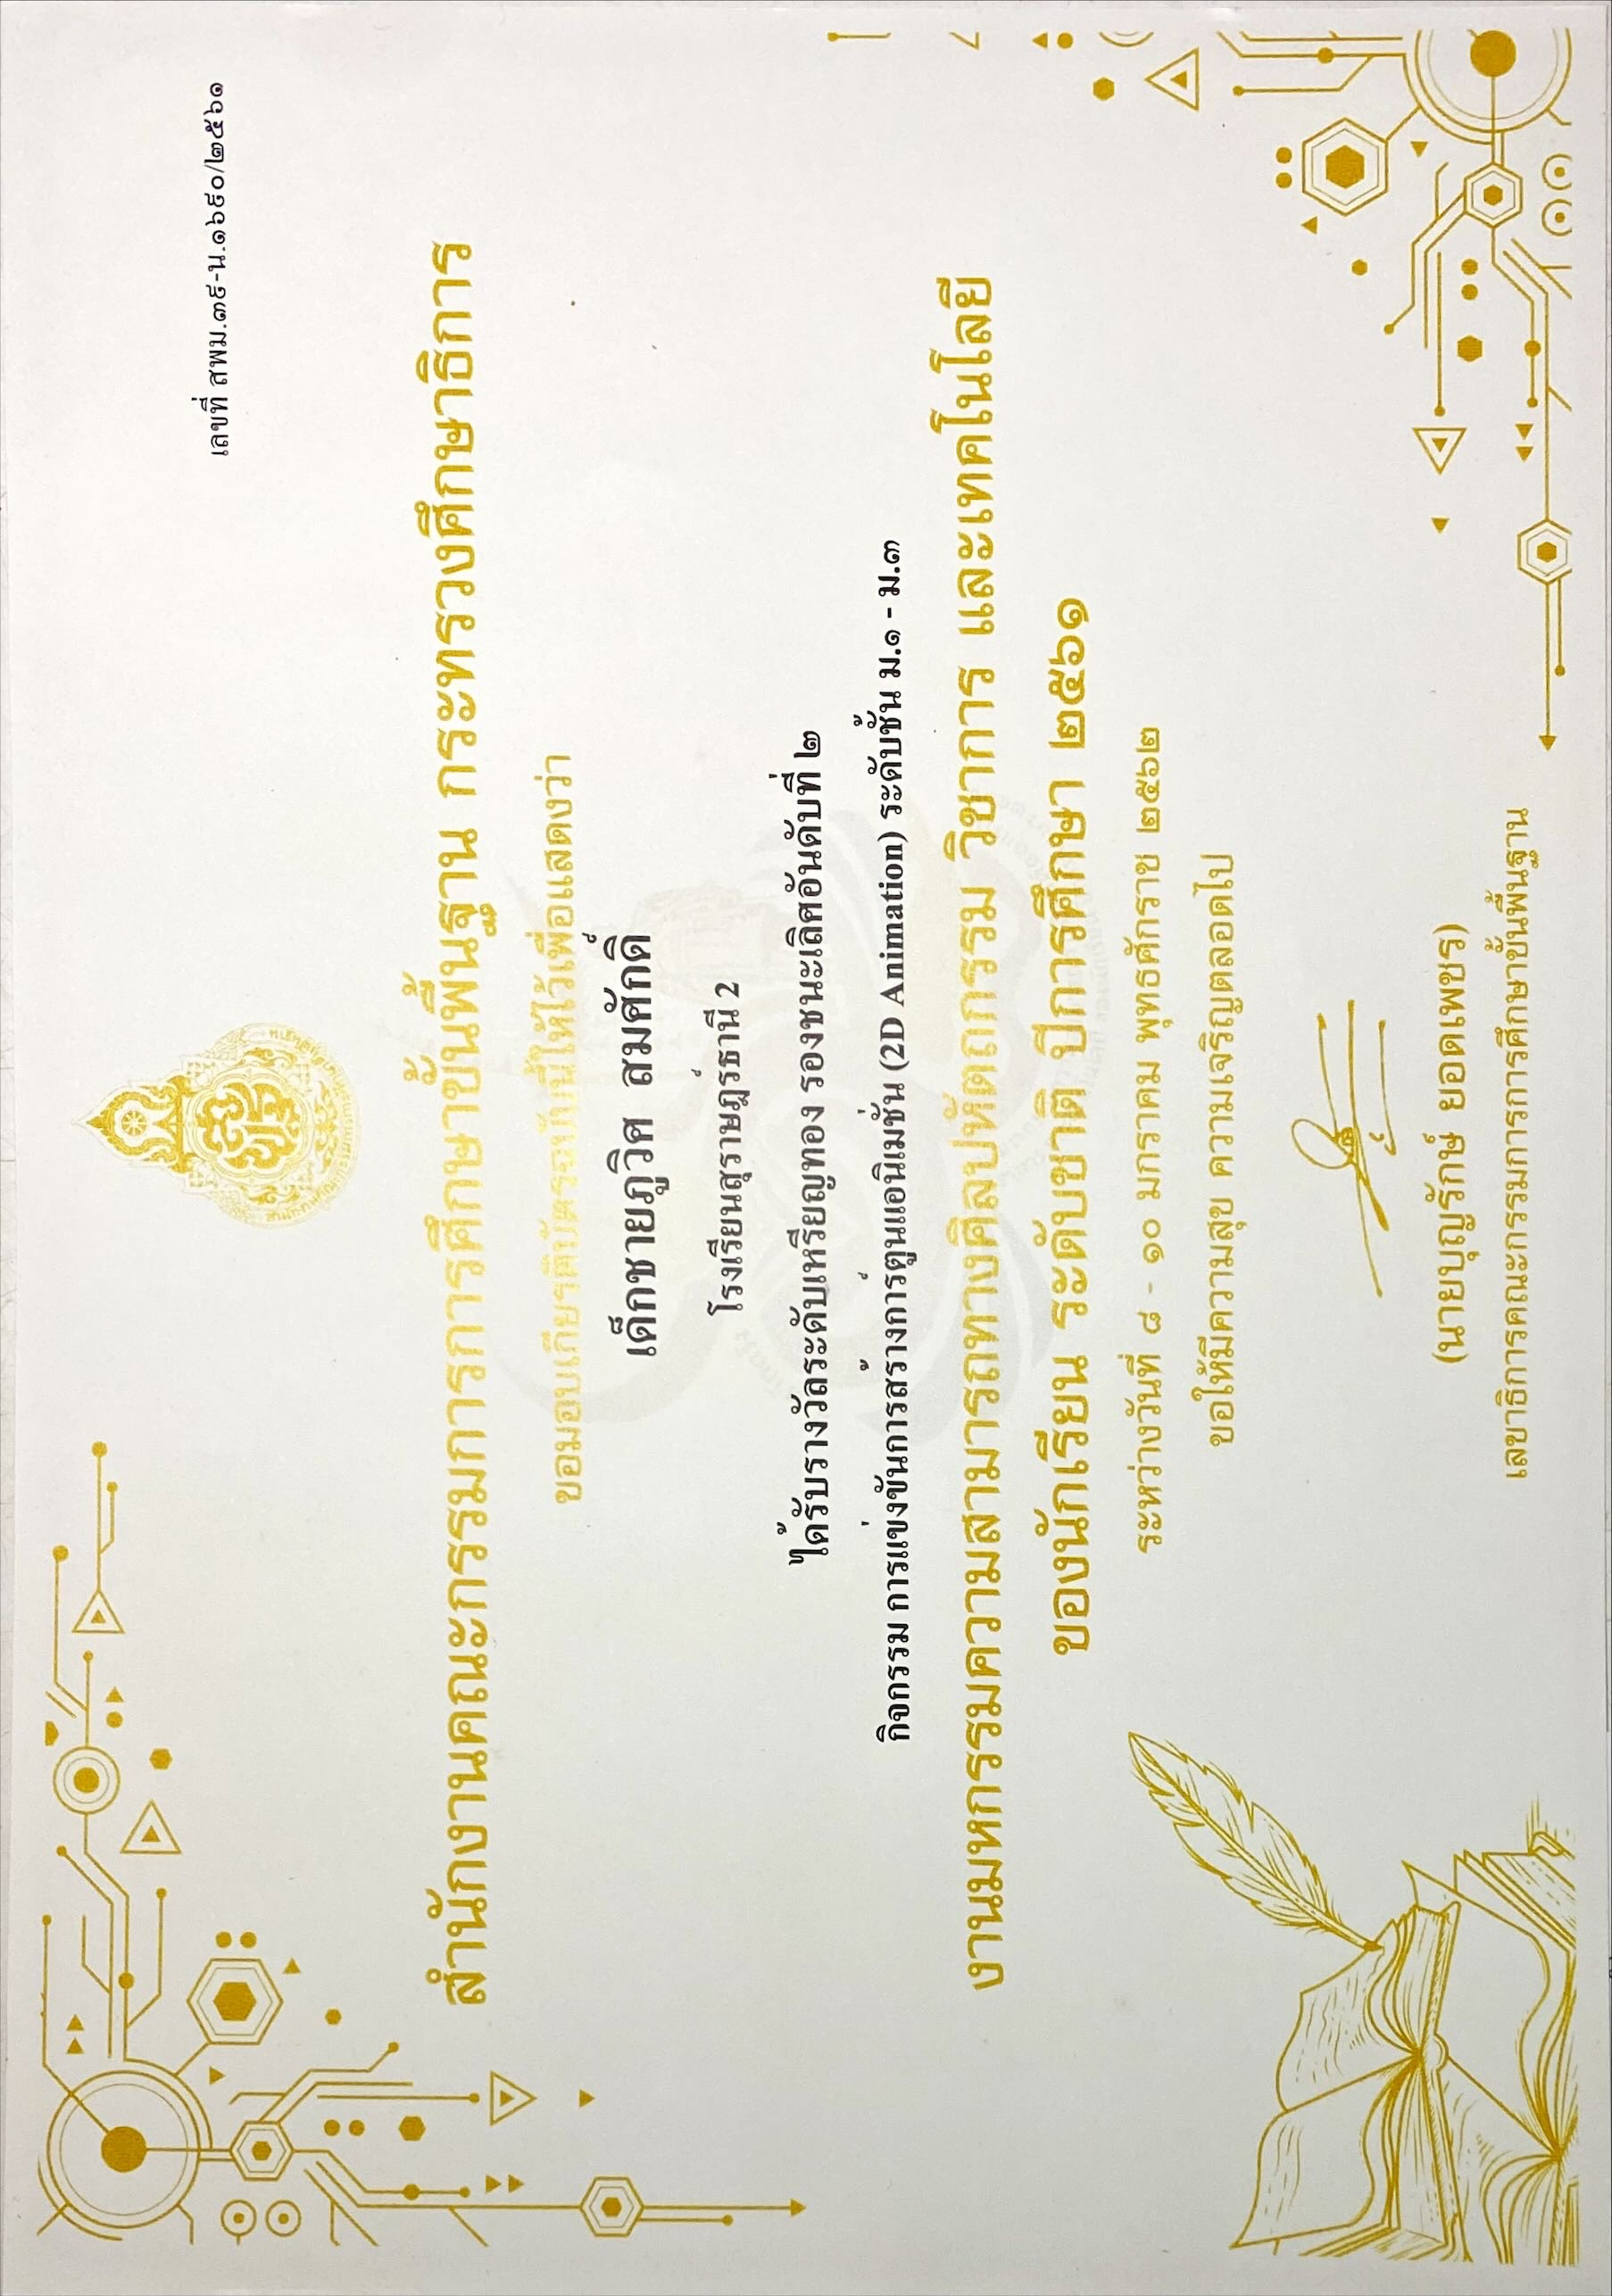 เลขที่ สพม.๓๙-น.๑๖๙๐/๒๕๖๑
สำนักงานคณะกรรมการการศึกษาขั้นพื้นฐาน กระทรวงศึกษาธิการ
ขอมอบเกียรติบัตรฉบับนี้ให้ไว้เพื่อแสดงว่า
เด็กชายภูวิศ สมศักดิ์
โรงเรียนสุราษฎร์ธานี 2
ได้รับรางวัลระดับเหรียญทอง รองชนะเลิศอันดับที่ ๒
กิจกรรม การแข่งขันการสร้างการ์ตูนแอนิเมชั่น (2D Animation) ระดับชั้น ม.๑ - ม.๓
งานมหกรรมความสามารถทางศิลปหัตถกรรม วิชาการ และเทคโนโลยี
ของนักเรียน ระดับชาติ ปีการศึกษา ๒๕๖๑
ระหว่างวันที่ ๘ - ๑๐ มกราคม พุทธศักราช ๒๕๖๒
ขอให้มีความสุข ความเจริญตลอดไป
(นายบุญรักษ์ ยอดเพชร)
เลขาธิการคณะกรรมการการศึกษาขั้นพื้นฐาน